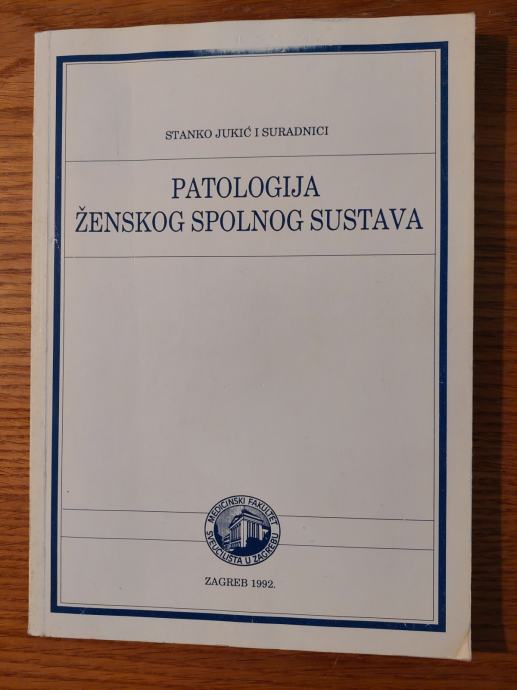 STANKO JUKIĆ I SURADNICI
PATOLOGIJA
ŽENSKOG SPOLNOG SUSTAVA
MEDICINSKI FAKULTET
SVEUČILIŠTA U ZAGREBU
ZAGREB 1992.